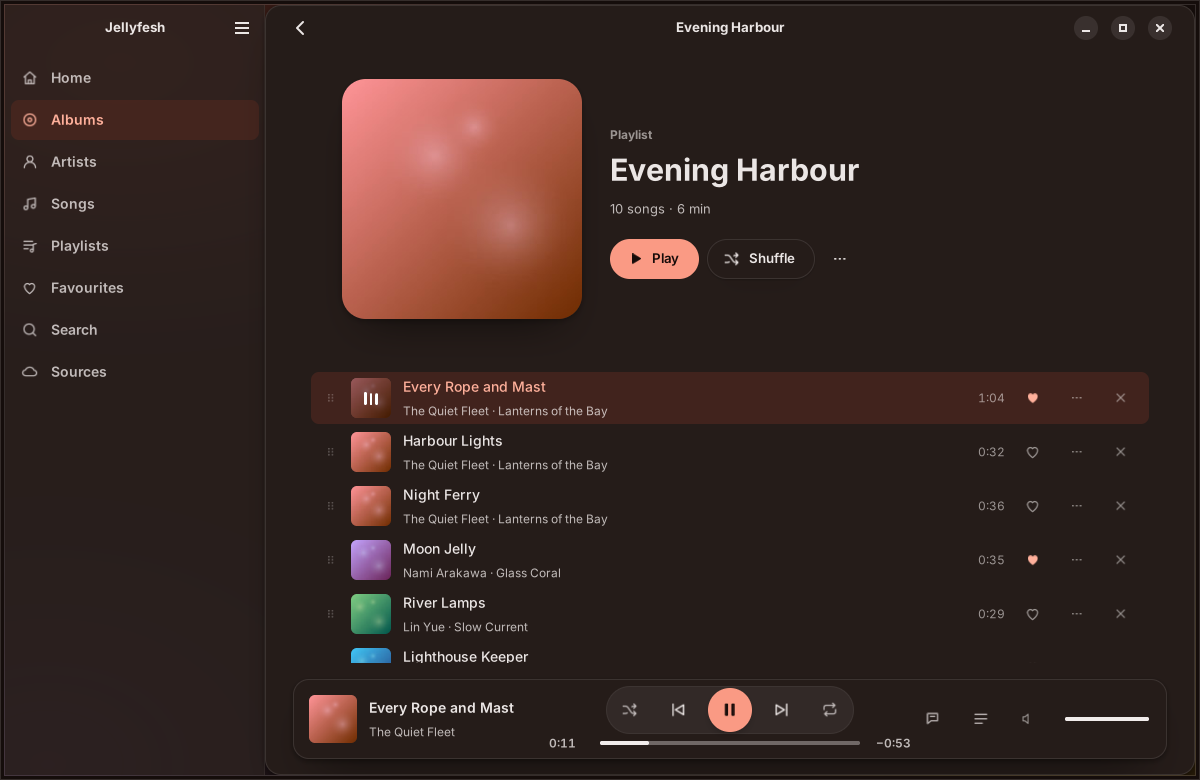 Jellyfesh
Evening Harbour
Home
Albums
Artists
Songs
Playlists
Favourites
Search
Sources
Playlist
Evening Harbour
10 songs · 6 min
Play
Shuffle
Every Rope and Mast
The Quiet Fleet · Lanterns of the Bay
1:04
Harbour Lights
The Quiet Fleet · Lanterns of the Bay
0:32
Night Ferry
The Quiet Fleet · Lanterns of the Bay
0:36
Moon Jelly
Nami Arakawa · Glass Coral
0:35
River Lamps
Lin Yue · Slow Current
0:29
Lighthouse Keeper
Every Rope and Mast
The Quiet Fleet
0:11
−0:53